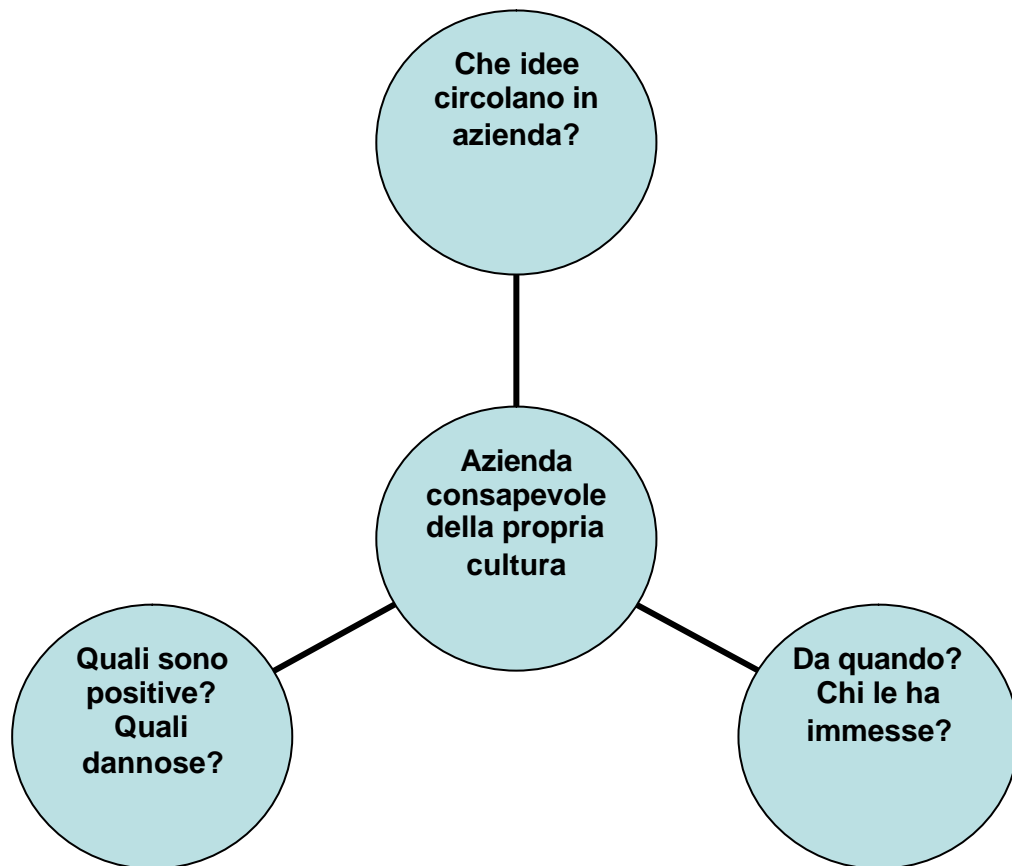 Che idee
circolano in
azienda?
Azienda
consapevole
della propria
cultura
Quali sono
positive?
Quali
dannose?
Da quando?
Chi le ha
immesse?